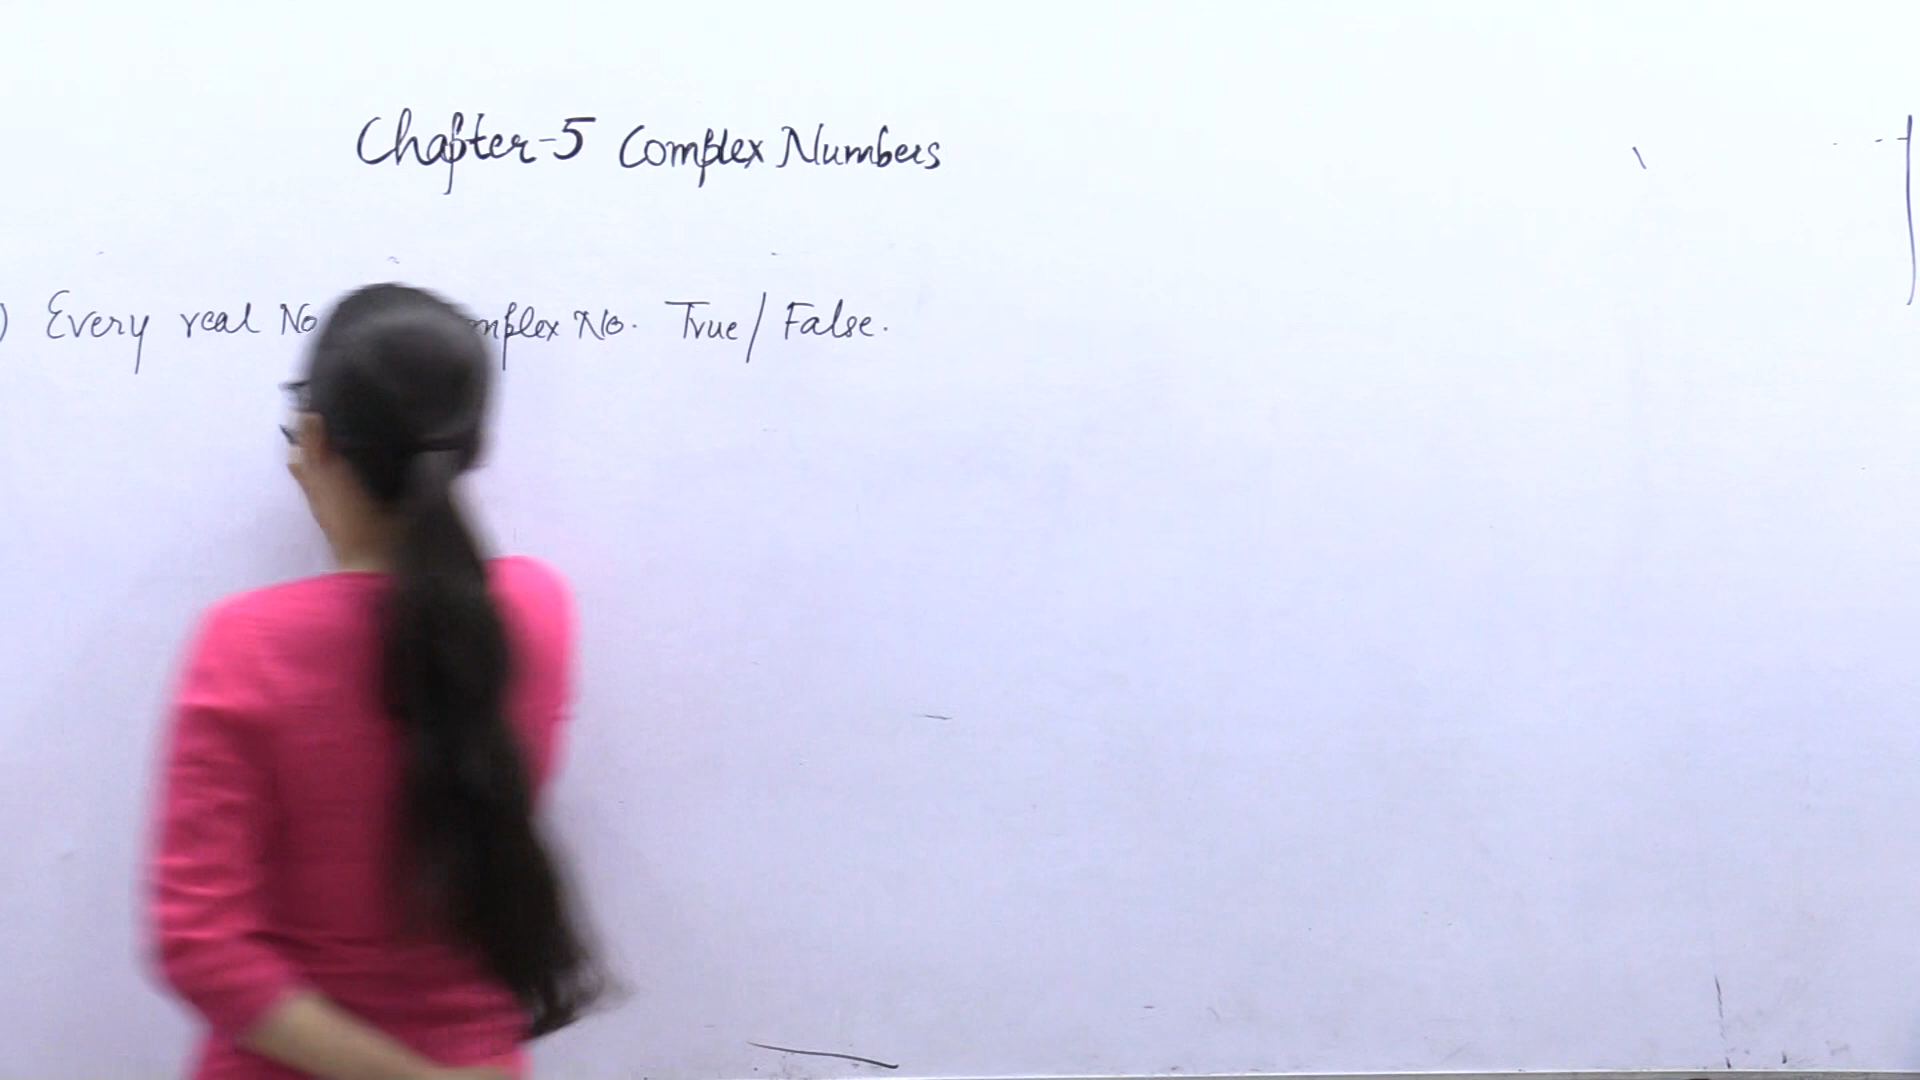 Chapter-5 Complex Numbers
) Every real No mplex No. True/False.